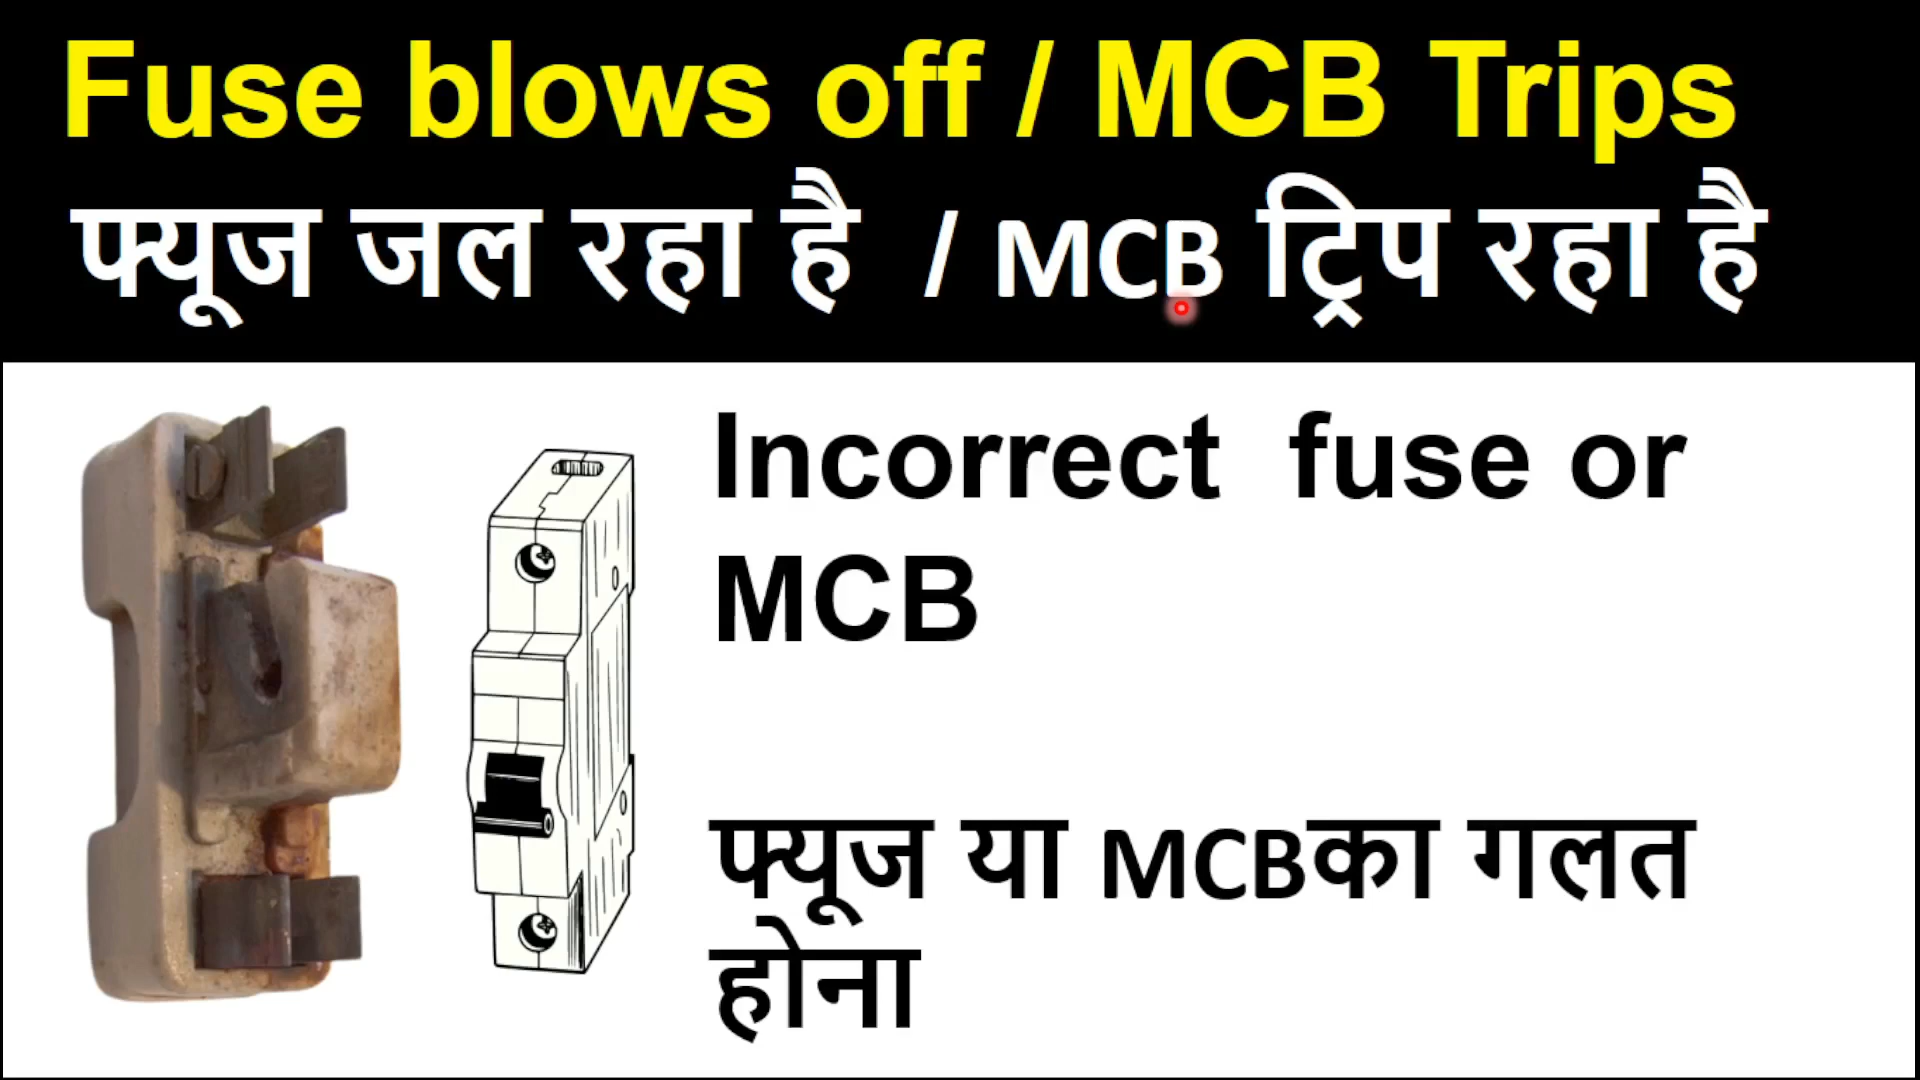 Fuse blows off / MCB Trips
फ्यूज जल रहा है / MCB ट्रिप रहा है
Incorrect fuse or
MCB
फ्यूज या MCBका गलत
होना